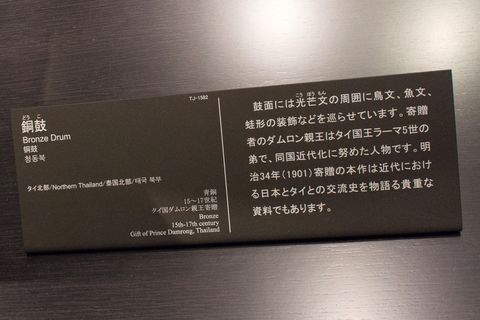 TJ-1582
どう こ
銅鼓
Bronze Drum
铜鼓
청동북
タイ北部/Northern Thailand/泰国北部/태국 북부
青銅
15~17世紀
タイ国ダムロン親王寄贈
Bronze
15th-17th century
Gift of Prince Damrong, Thailand
こう ぼう もん
鼓面には光芒文の周囲に鳥文、魚文、
蛙形の装飾などを巡らせています。寄贈
者のダムロン親王はタイ国王ラーマ5世の
弟で、同国近代化に努めた人物です。明
治34年(1901)寄贈の本作は近代におけ
る日本とタイとの交流史を物語る貴重な
資料でもあります。